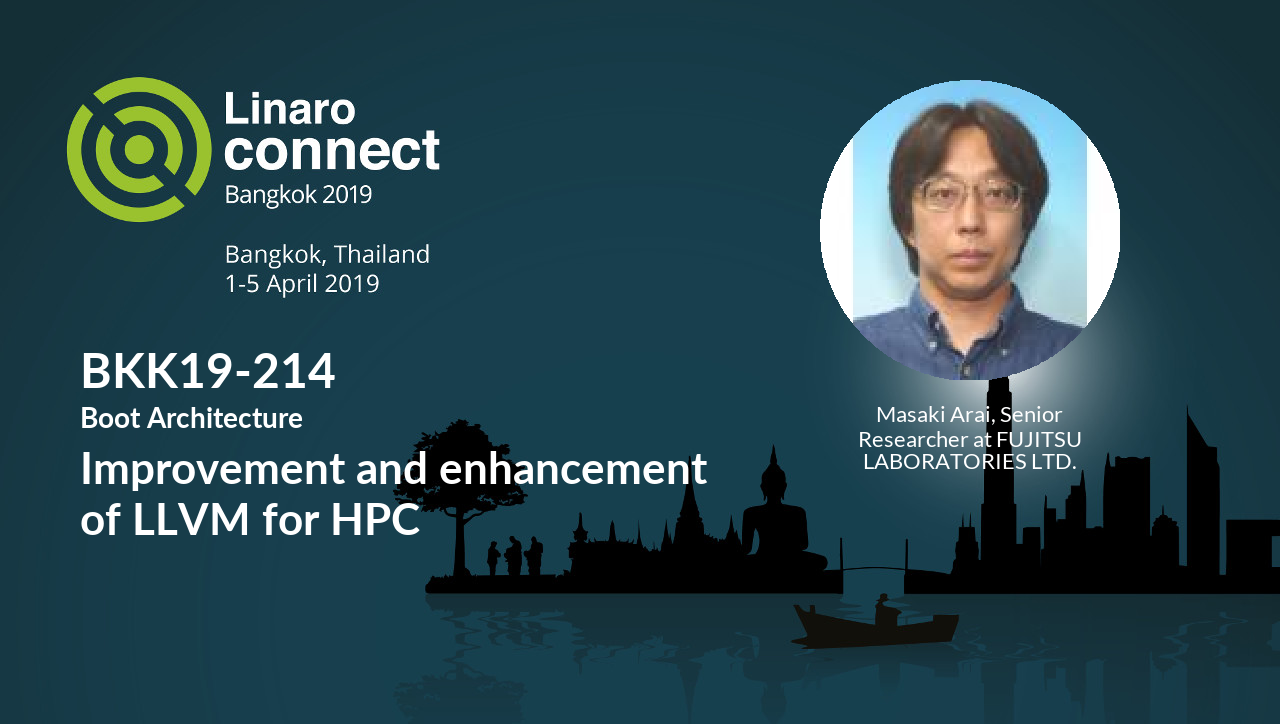 Linaro
connect
Bangkok 2019
Bangkok, Thailand
1-5 April 2019
BKK19-214
Boot Architecture
Improvement and enhancement
of LLVM for HPC
Masaki Arai, Senior
Researcher at FUJITSU
LABORATORIES LTD.